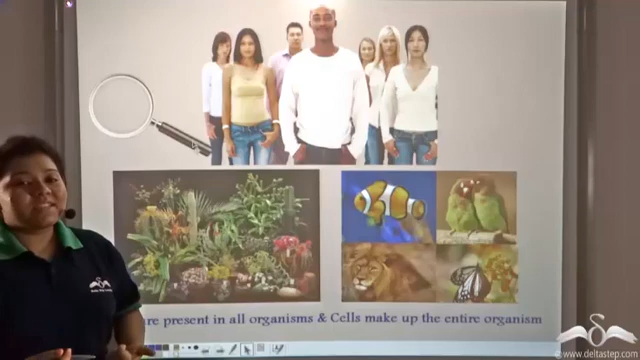 are present in all organisms & Cells make up the entire organism
www.deltastep.com